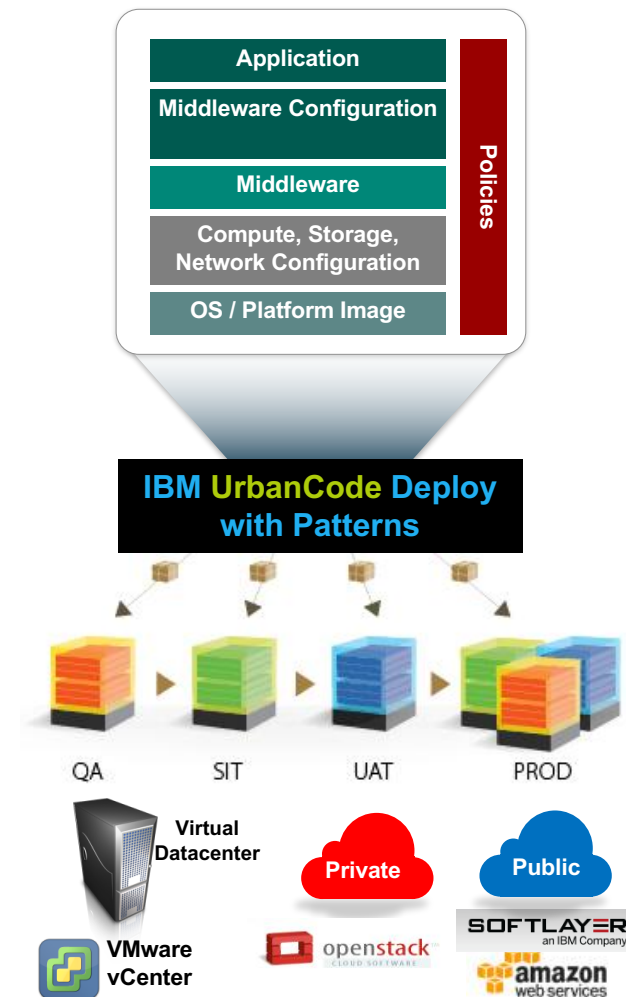 Application
Middleware Configuration
Middleware
Compute, Storage,
Network Configuration
OS / Platform Image
Policies
IBM UrbanCode Deploy
with Patterns
QA
SIT
UAT
PROD
Virtual
Datacenter
Private
Public
VMware
vCenter
openstack
CLOUD SOFTWARE
SOFTLAYER
an IBM Company
amazon
web services